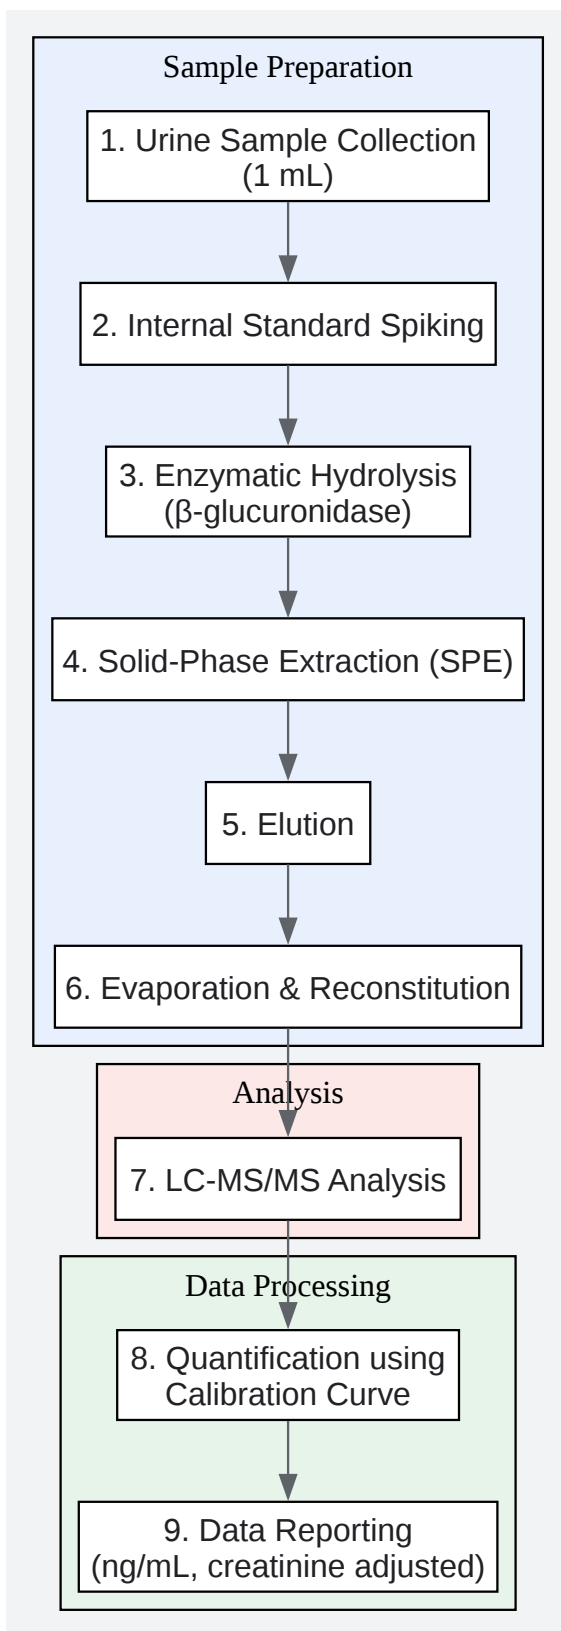 Sample Preparation
1. Urine Sample Collection
(1 mL)
2. Internal Standard Spiking
3. Enzymatic Hydrolysis
(β-glucuronidase)
4. Solid-Phase Extraction (SPE)
5. Elution
6. Evaporation & Reconstitution
Analysis
7. LC-MS/MS Analysis
Data Processing
8. Quantification using
Calibration Curve
9. Data Reporting
(ng/mL, creatinine adjusted)